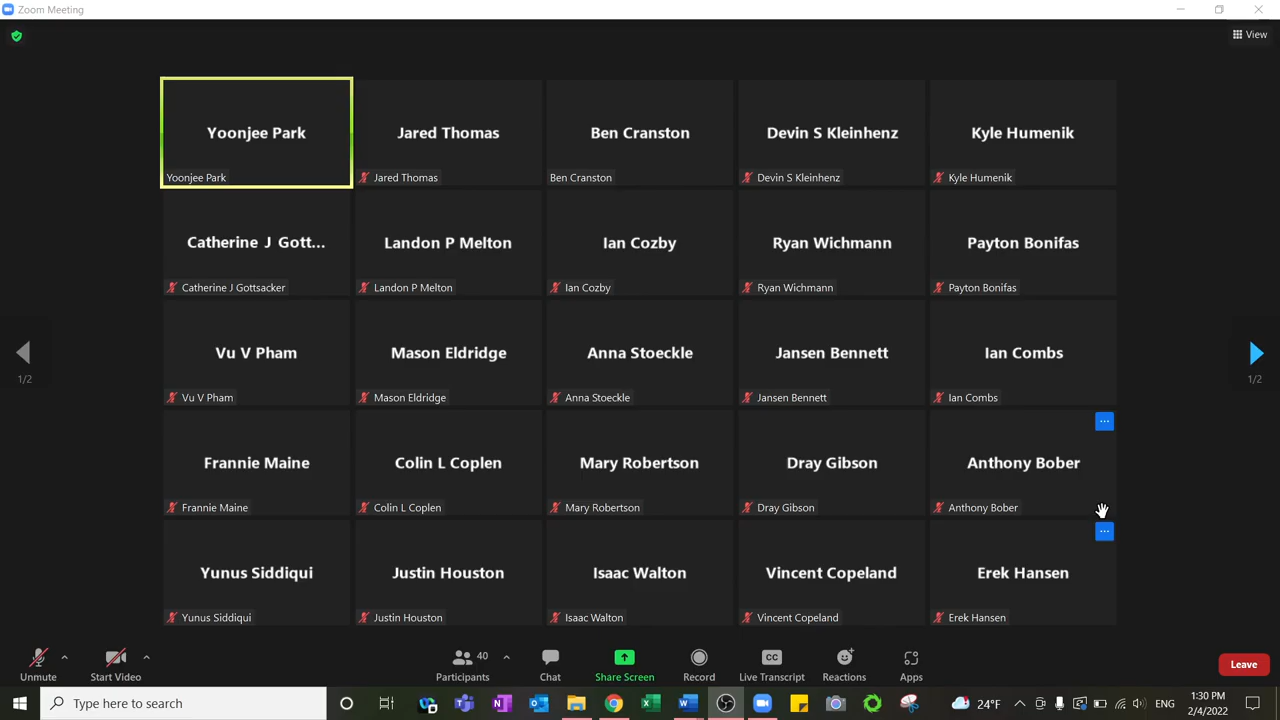 Zoom Meeting
View
Yoonjee Park
Jared Thomas
Ben Cranston
Devin S Kleinhenz
Kyle Humenik
Yoonjee Park
Jared Thomas
Ben Cranston
Devin S Kleinhenz
Kyle Humenik
Catherine J Gott...
Landon P Melton
Ian Cozby
Ryan Wichmann
Payton Bonifas
Catherine J Gottsacker
Landon P Melton
Ian Cozby
Ryan Wichmann
Payton Bonifas
1/2
1/2
Vu V Pham
Mason Eldridge
Anna Stoeckle
Jansen Bennett
Ian Combs
Vu V Pham
Mason Eldridge
Anna Stoeckle
Jansen Bennett
Ian Combs
Frannie Maine
Colin L Coplen
Mary Robertson
Dray Gibson
Anthony Bober
Frannie Maine
Colin L Coplen
Mary Robertson
Dray Gibson
Anthony Bober
Yunus Siddiqui
Justin Houston
Isaac Walton
Vincent Copeland
Erek Hansen
Yunus Siddiqui
Justin Houston
Isaac Walton
Vincent Copeland
Erek Hansen
Unmute
Start Video
40
Participants
Chat
Share Screen
Record
CC
Live Transcript
Reactions
Apps
Leave
Type here to search
24°F
ENG
1:30 PM
2/4/2022